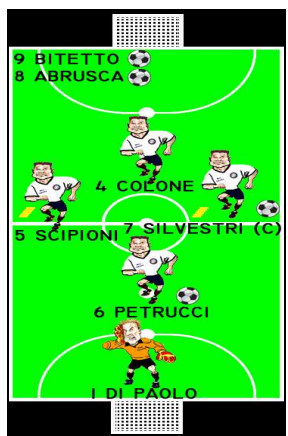 9 BITETTO
8 ABRUSCA
4 COLONE
5 SCIPIONI
7 SILVESTRI (C)
6 PETRUCCI
1 DI PAOLO